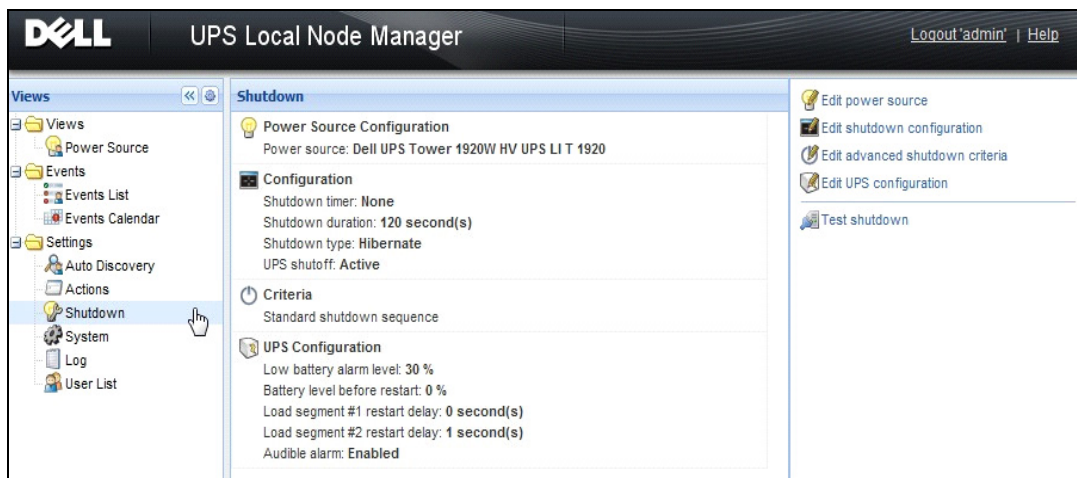 DELL
UPS Local Node Manager
Logout 'admin' | Help
Views
Views
Power Source
Events
Events List
Events Calendar
Settings
Auto Discovery
Actions
Shutdown
System
Log
User List
Shutdown
Power Source Configuration
Power source: Dell UPS Tower 1920W HV UPS LI T 1920
Configuration
Shutdown timer: None
Shutdown duration: 120 second(s)
Shutdown type: Hibernate
UPS shutoff: Active
Criteria
Standard shutdown sequence
UPS Configuration
Low battery alarm level: 30 %
Battery level before restart: 0 %
Load segment #1 restart delay: 0 second(s)
Load segment #2 restart delay: 1 second(s)
Audible alarm: Enabled
Edit power source
Edit shutdown configuration
Edit advanced shutdown criteria
Edit UPS configuration
Test shutdown